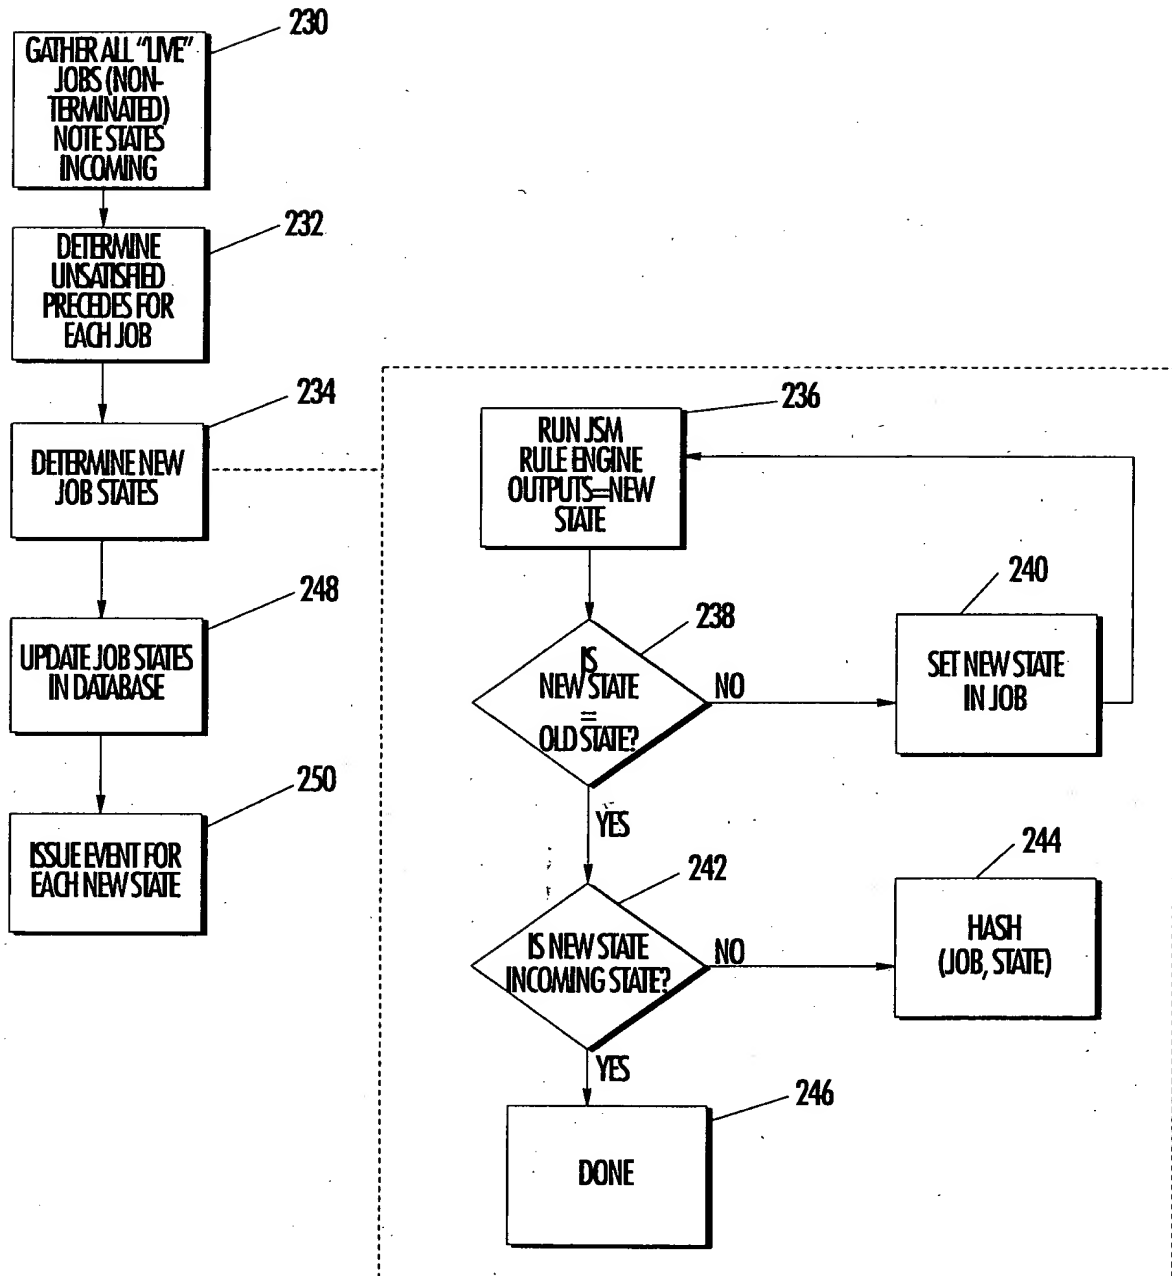 230
GATHER ALL “LIVE”
JOBS (NON-
TERMINATED)
NOTE STATES
INCOMING
232
DETERMINE
UNSATISFIED
PRECEDES FOR
EACH JOB
234
DETERMINE NEW
JOB STATES
248
UPDATE JOB STATES
IN DATABASE
250
ISSUE EVENT FOR
EACH NEW STATE
236
RUN JSM
RULE ENGINE
OUTPUTS=NEW
STATE
238
IS
NEW STATE
=
OLD STATE?
NO
240
SET NEW STATE
IN JOB
YES
242
IS NEW STATE
INCOMING STATE?
NO
244
HASH
(JOB, STATE)
YES
246
DONE